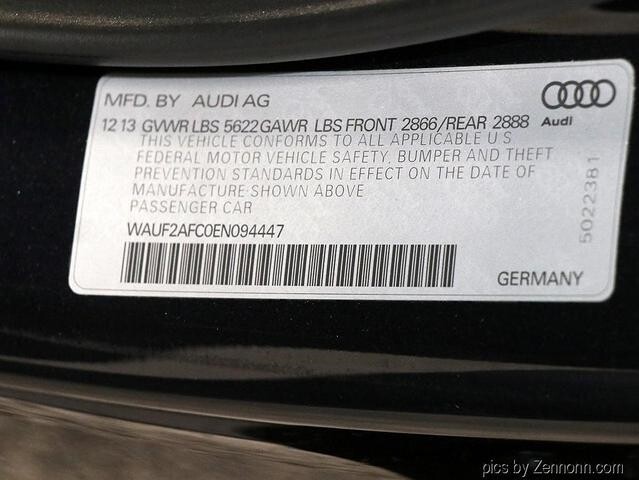 MFD. BY AUDI AG
Audi
12 13 GVWR LBS 5622 GAWR LBS FRONT 2866/REAR 2888
THIS VEHICLE CONFORMS TO ALL APPLICABLE U S
FEDERAL MOTOR VEHICLE SAFETY, BUMPER AND THEFT
PREVENTION STANDARDS IN EFFECT ON THE DATE OF
MANUFACTURE SHOWN ABOVE
PASSENGER CAR
WAUF2AFC0EN094447
GERMANY
5022381
pics by Zennonn.com